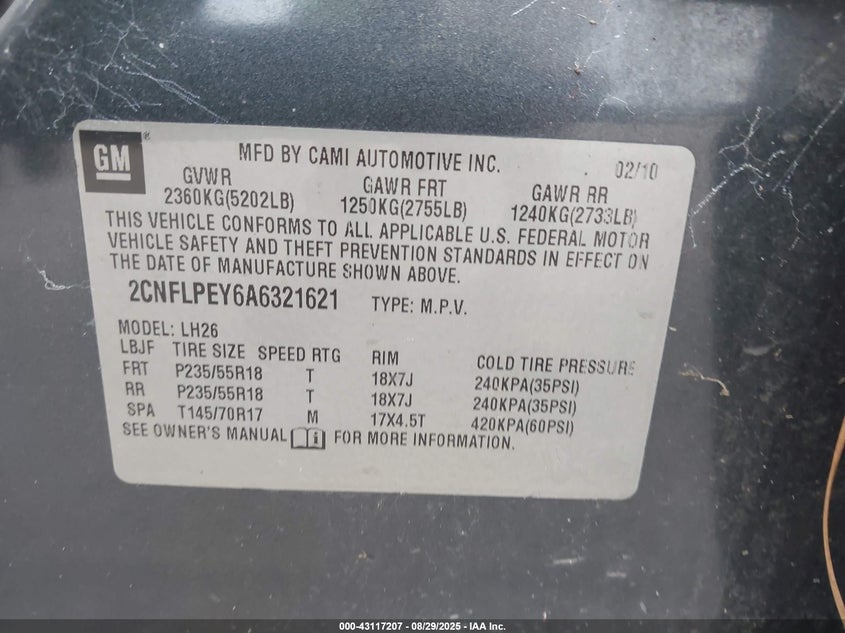 GM ®
MFD BY CAMI AUTOMOTIVE INC. 02/10
GVWR GAWR FRT GAWR RR
2360KG(5202LB) 1250KG(2755LB) 1240KG(2733LB)
THIS VEHICLE CONFORMS TO ALL APPLICABLE U.S. FEDERAL MOTOR
VEHICLE SAFETY AND THEFT PREVENTION STANDARDS IN EFFECT ON
THE DATE OF MANUFACTURE SHOWN ABOVE.
2CNFLPEY6A6321621 TYPE: M.P.V.
MODEL: LH26
LBJF TIRE SIZE SPEED RTG RIM COLD TIRE PRESSURE
FRT P235/55R18 T 18X7J 240KPA(35PSI)
RR P235/55R18 T 18X7J 240KPA(35PSI)
SPA T145/70R17 M 17X4.5T 420KPA(60PSI)
SEE OWNER'S MANUAL FOR MORE INFORMATION.
000-43117207 - 08/29/2025 - IAA Inc.